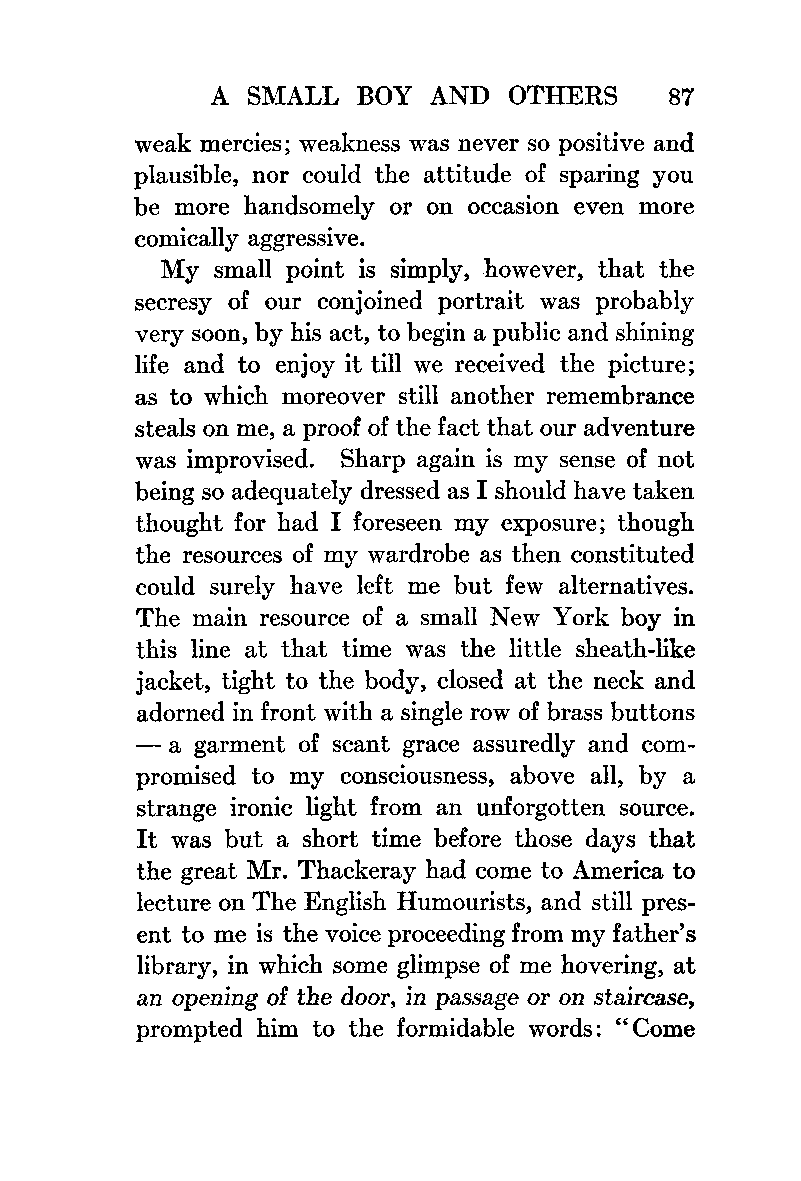 A SMALL BOY AND OTHERS 87
weak mercies; weakness was never so positive and
plausible, nor could the attitude of sparing you
be more handsomely or on occasion even more
comically aggressive.
My small point is simply, however, that the
secresy of our conjoined portrait was probably
very soon, by his act, to begin a public and shining
life and to enjoy it till we received the picture;
as to which moreover still another remembrance
steals on me, a proof of the fact that our adventure
was improvised. Sharp again is my sense of not
being so adequately dressed as I should have taken
thought for had I foreseen my exposure; though
the resources of my wardrobe as then constituted
could surely have left me but few alternatives.
The main resource of a small New York boy in
this line at that time was the little sheath-like
jacket, tight to the body, closed at the neck and
adorned in front with a single row of brass buttons
— a garment of scant grace assuredly and com-
promised to my consciousness, above all, by a
strange ironic light from an unforgotten source.
It was but a short time before those days that
the great Mr. Thackeray had come to America to
lecture on The English Humourists, and still pres-
ent to me is the voice proceeding from my father's
library, in which some glimpse of me hovering, at
an opening of the door, in passage or on staircase,
prompted him to the formidable words: "Come